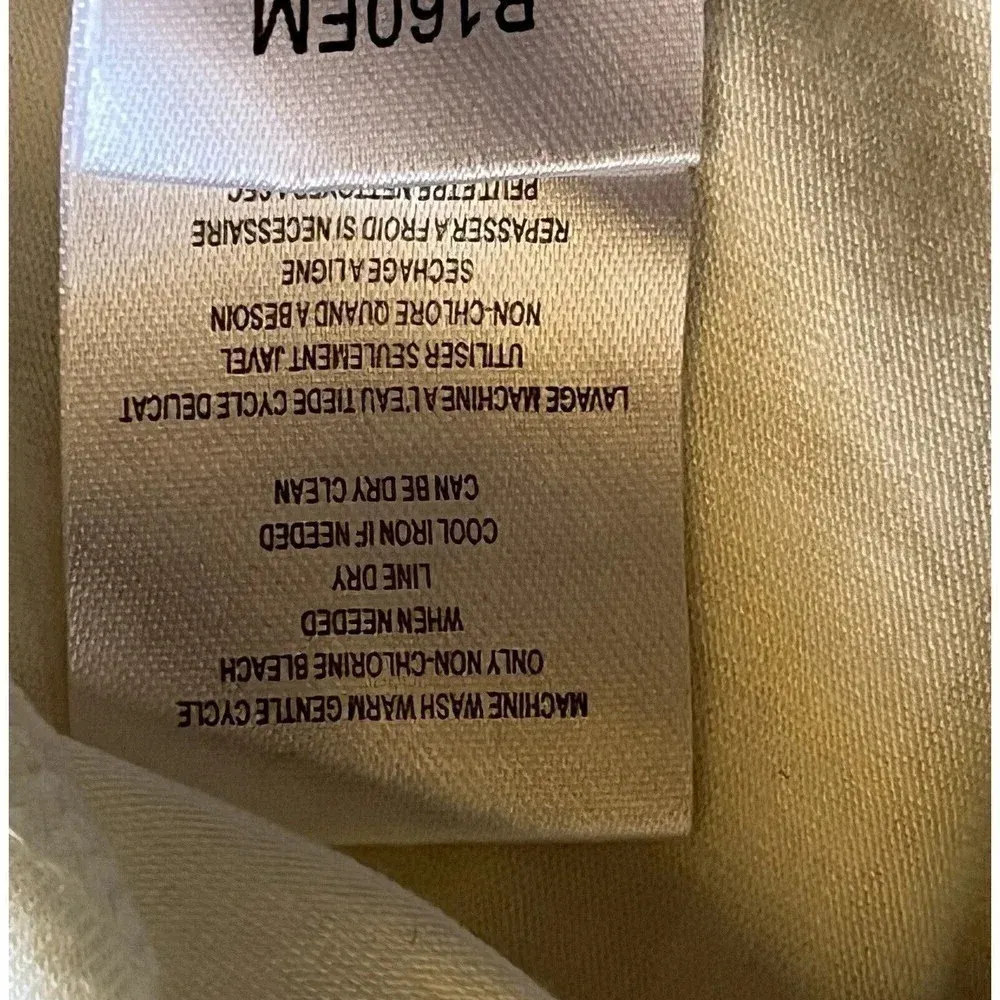 MACHINE WASH WARM GENTLE CYCLE
ONLY NON-CHLORINE BLEACH
WHEN NEEDED
LINE DRY
COOL IRON IF NEEDED
CAN BE DRY CLEAN
LAVAGE MACHINE A L'EAU TIEDE CYCLE DELICAT
UTILISER SEULEMENT JAVEL
NON-CHLORE QUAND A BESOIN
SECHAGE A LIGNE
REPASSER A FROID SI NECESSAIRE
PEUT ETRE NETTOYER A SEC
R160FM